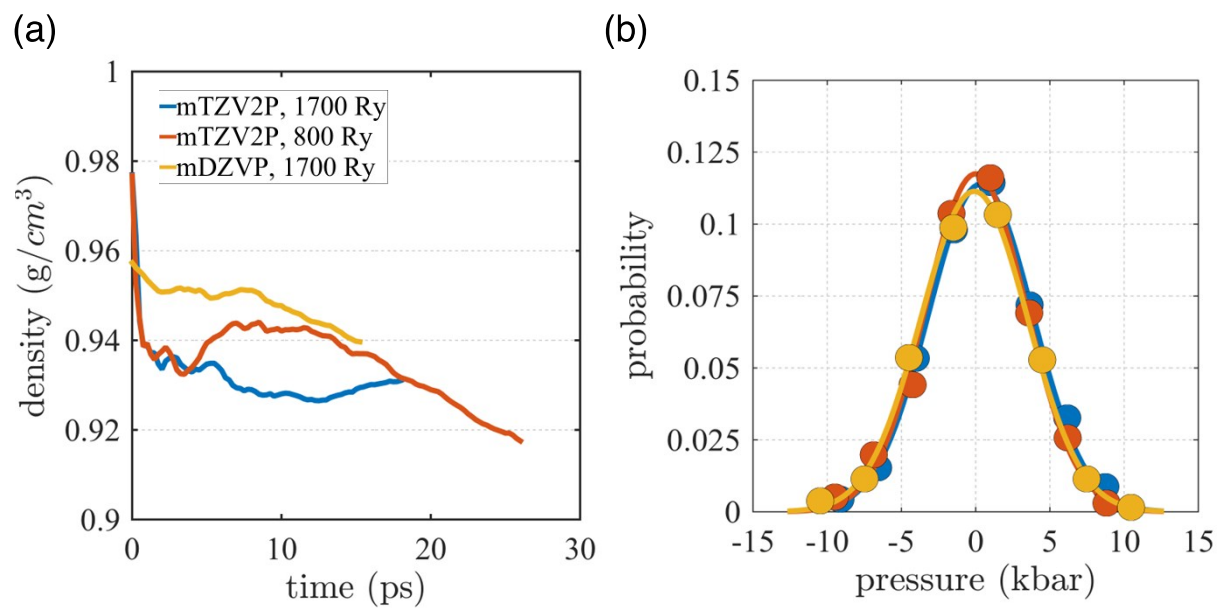 (a)
(b)
1
0.98
0.96
0.94
0.92
0.9
density (g/cm³)
mTZV2P, 1700 Ry
mTZV2P, 800 Ry
mDZVP, 1700 Ry
0
10
20
30
time (ps)
0.15
0.125
0.1
0.075
0.05
0.025
0
probability
-15
-10
-5
0
5
10
15
pressure (kbar)